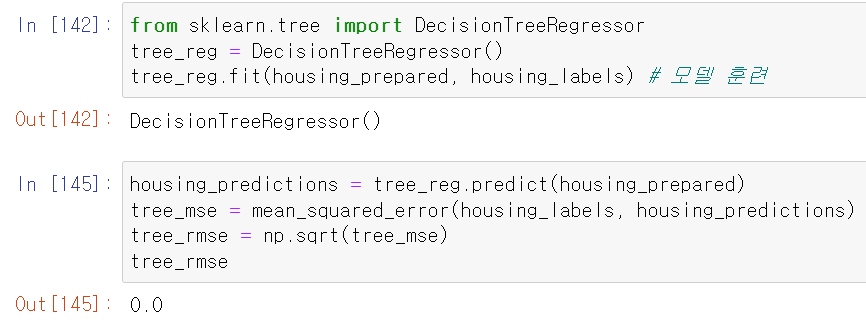 In [142]: from sklearn.tree import DecisionTreeRegressor
tree_reg = DecisionTreeRegressor()
tree_reg.fit(housing_prepared, housing_labels) # 모델 훈련
Out[142]: DecisionTreeRegressor()
In [145]: housing_predictions = tree_reg.predict(housing_prepared)
tree_mse = mean_squared_error(housing_labels, housing_predictions)
tree_rmse = np.sqrt(tree_mse)
tree_rmse
Out[145]: 0.0